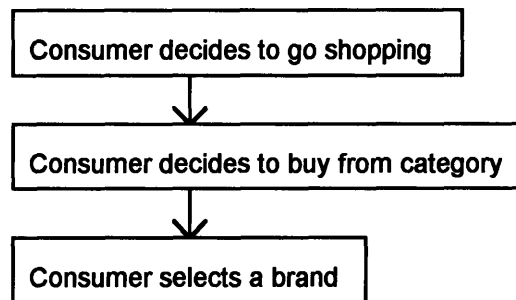 Consumer decides to go shopping
Consumer decides to buy from category
Consumer selects a brand